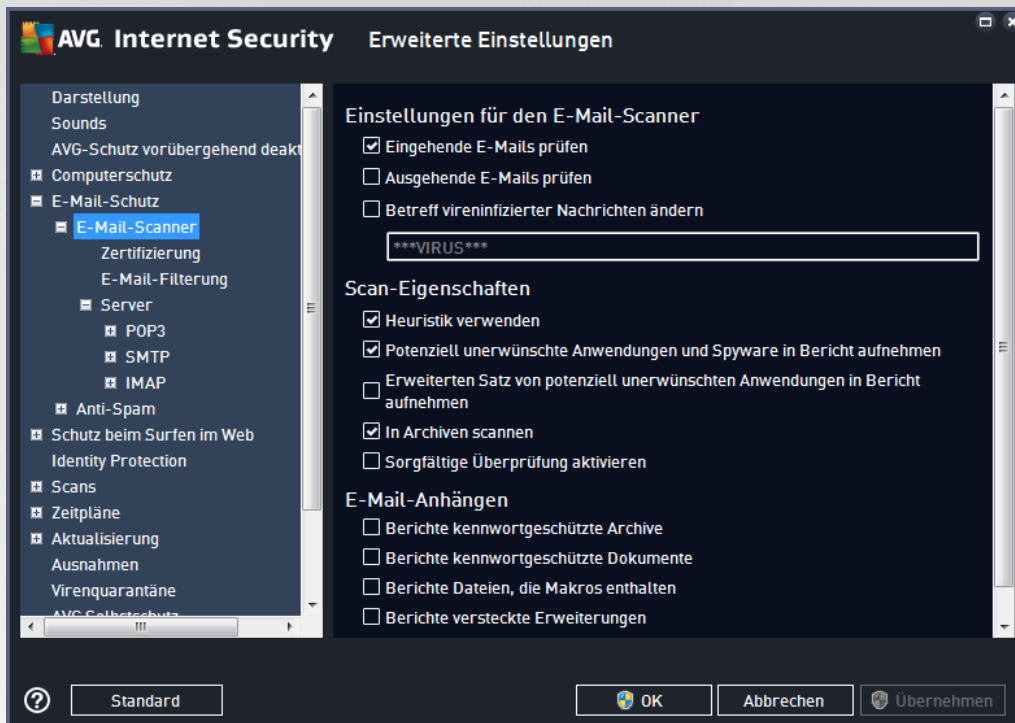 AVG. Internet Security Erweiterte Einstellungen
Darstellung
Sounds
AVG-Schutz vorübergehend deakt
Computerschutz
E-Mail-Schutz
E-Mail-Scanner
Zertifizierung
E-Mail-Filterung
Server
POP3
SMTP
IMAP
Anti-Spam
Schutz beim Surfen im Web
Identity Protection
Scans
Zeitpläne
Aktualisierung
Ausnahmen
Virenquarantäne
AVG Selbstschutz
Einstellungen für den E-Mail-Scanner
Eingehende E-Mails prüfen
Ausgehende E-Mails prüfen
Betreff vireninfizierter Nachrichten ändern
***VIRUS***
Scan-Eigenschaften
Heuristik verwenden
Potenziell unerwünschte Anwendungen und Spyware in Bericht aufnehmen
Erweiterten Satz von potenziell unerwünschten Anwendungen in Bericht
aufnehmen
In Archiven scannen
Sorgfältige Überprüfung aktivieren
E-Mail-Anhängen
Berichte kennwortgeschützte Archive
Berichte kennwortgeschützte Dokumente
Berichte Dateien, die Makros enthalten
Berichte versteckte Erweiterungen
Standard
OK
Abbrechen
Übernehmen